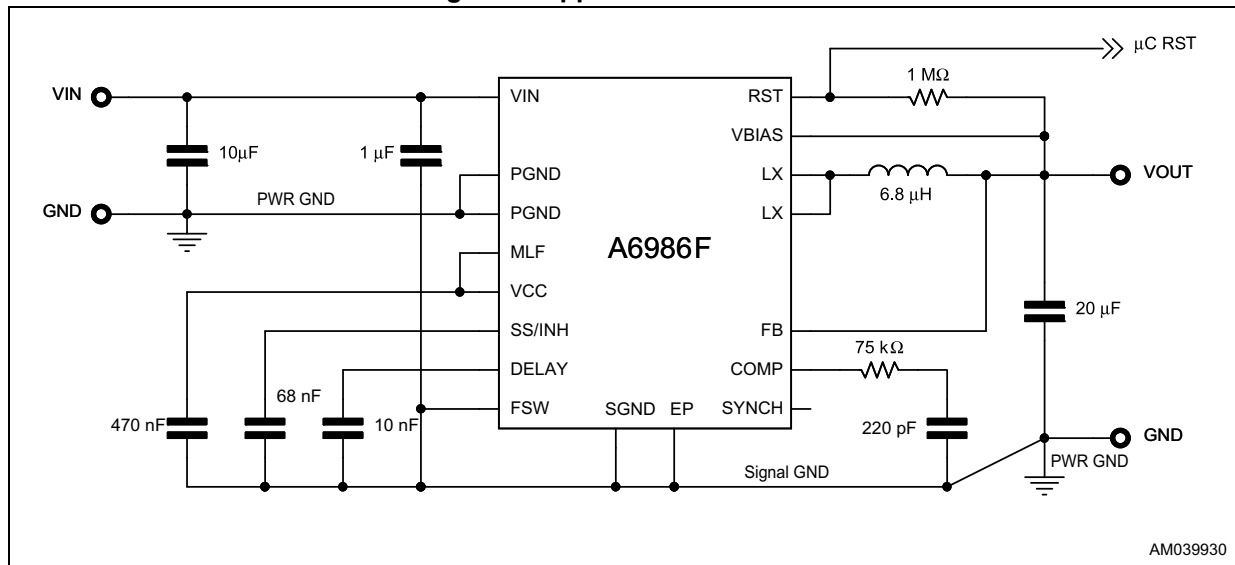 μC RST
1 MΩ
VIN
VIN
RST
VBIAS
10μF
1 μF
PGND
LX
VOUT
6.8 μH
PWR GND
GND
PGND
LX
A6986F
MLF
VCC
20 μF
SS/INH
FB
75 kΩ
DELAY
COMP
68 nF
470 nF
10 nF
FSW
SGND
EP
SYNCH
220 pF
GND
PWR GND
Signal GND
AM039930